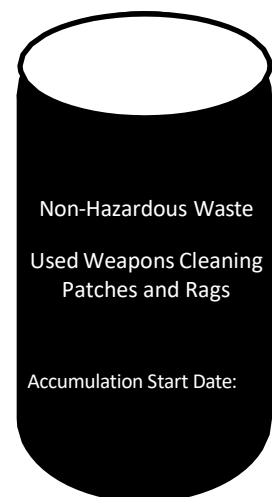 Non-Hazardous Waste
Used Weapons Cleaning
Patches and Rags
Accumulation Start Date: